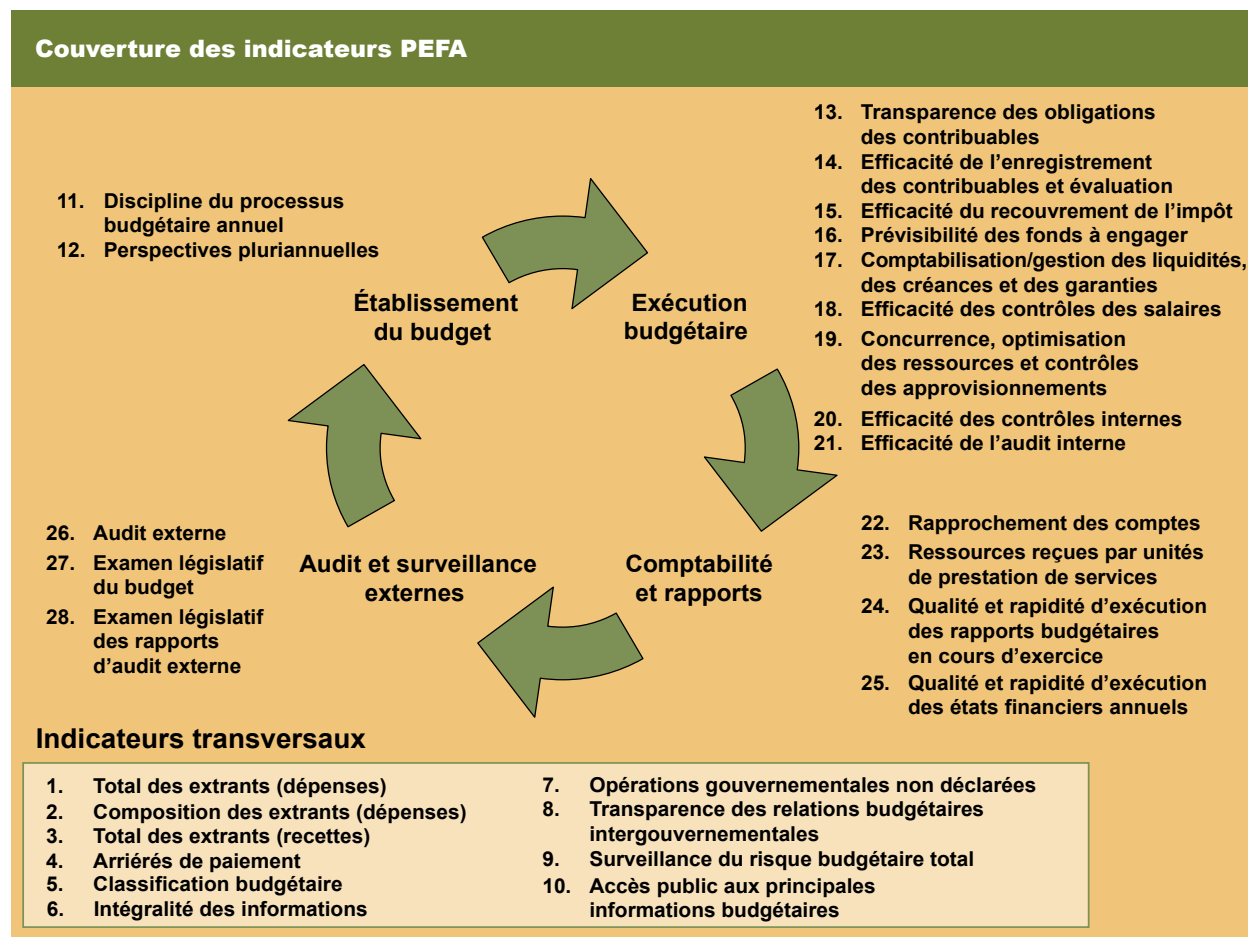 Couverture des indicateurs PEFA
11. Discipline du processus
budgétaire annuel
12. Perspectives pluriannuelles
Établissement
du budget
Exécution
budgétaire
13. Transparence des obligations
des contribuables
14. Efficacité de l’enregistrement
des contribuables et évaluation
15. Efficacité du recouvrement de l’impôt
16. Prévisibilité des fonds à engager
17. Comptabilisation/gestion des liquidités,
des créances et des garanties
18. Efficacité des contrôles des salaires
19. Concurrence, optimisation
des ressources et contrôles
des approvisionnements
20. Efficacité des contrôles internes
21. Efficacité de l’audit interne
26. Audit externe
27. Examen législatif
du budget
28. Examen législatif
des rapports
d’audit externe
Audit et surveillance
externes
Comptabilité
et rapports
22. Rapprochement des comptes
23. Ressources reçues par unités
de prestation de services
24. Qualité et rapidité d’exécution
des rapports budgétaires
en cours d’exercice
25. Qualité et rapidité d’exécution
des états financiers annuels
Indicateurs transversaux
1. Total des extrants (dépenses)
2. Composition des extrants (dépenses)
3. Total des extrants (recettes)
4. Arriérés de paiement
5. Classification budgétaire
6. Intégralité des informations
7. Opérations gouvernementales non déclarées
8. Transparence des relations budgétaires
intergouvernementales
9. Surveillance du risque budgétaire total
10. Accès public aux principales
informations budgétaires